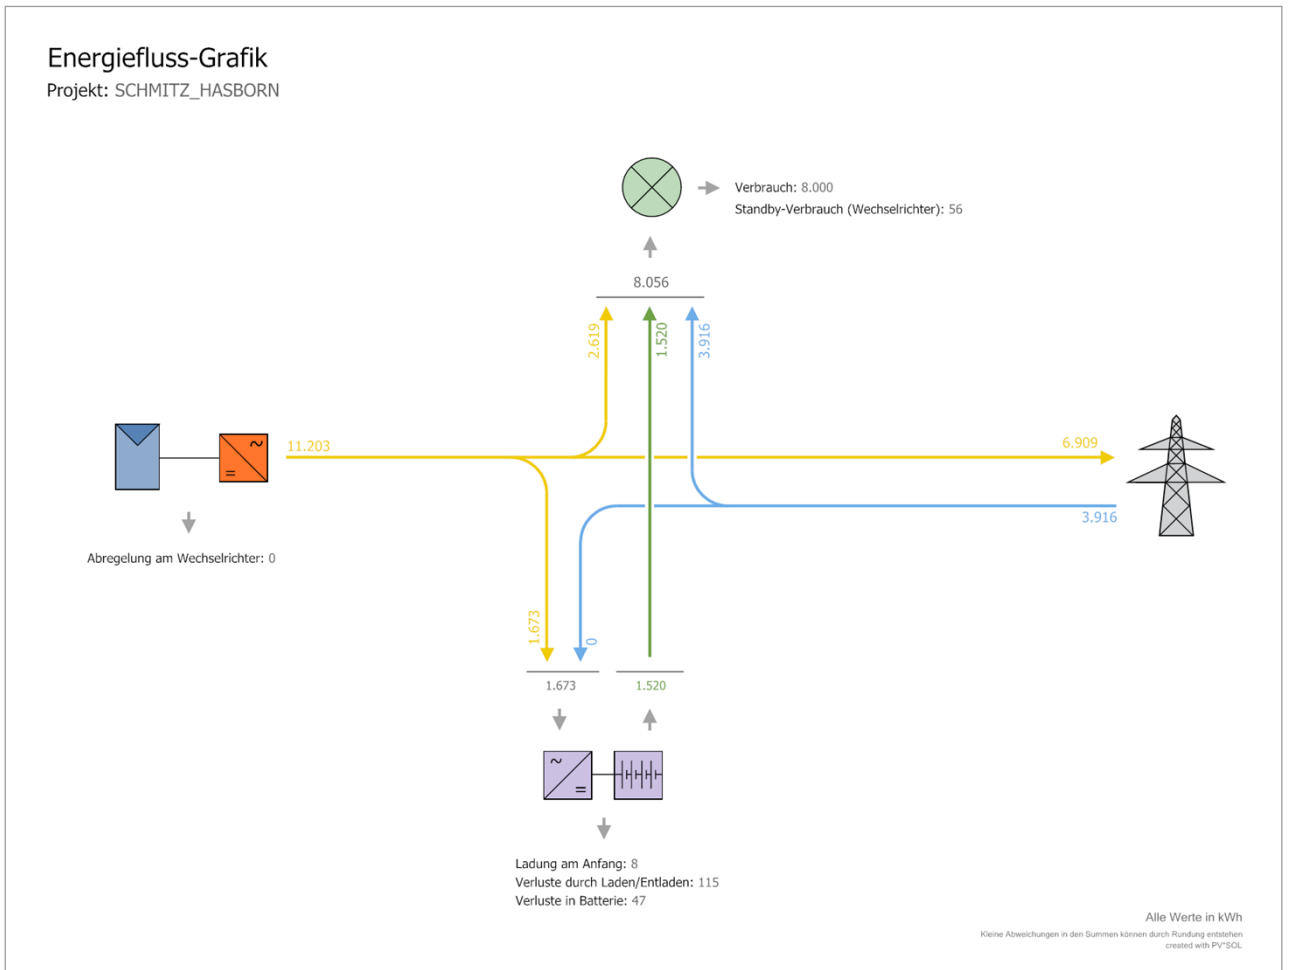 Energiefluss-Grafik
Projekt: SCHMITZ_HASBORN
Verbrauch: 8.000
Standby-Verbrauch (Wechselrichter): 56
8.056
2.619
1.520
3.916
11.203
6.909
3.916
Abregelung am Wechselrichter: 0
1.673
0
1.673
1.520
Ladung am Anfang: 8
Verluste durch Laden/Entladen: 115
Verluste in Batterie: 47
Alle Werte in kWh
Kleine Abweichungen in den Summen können durch Rundung entstehen
created with PV*SOL